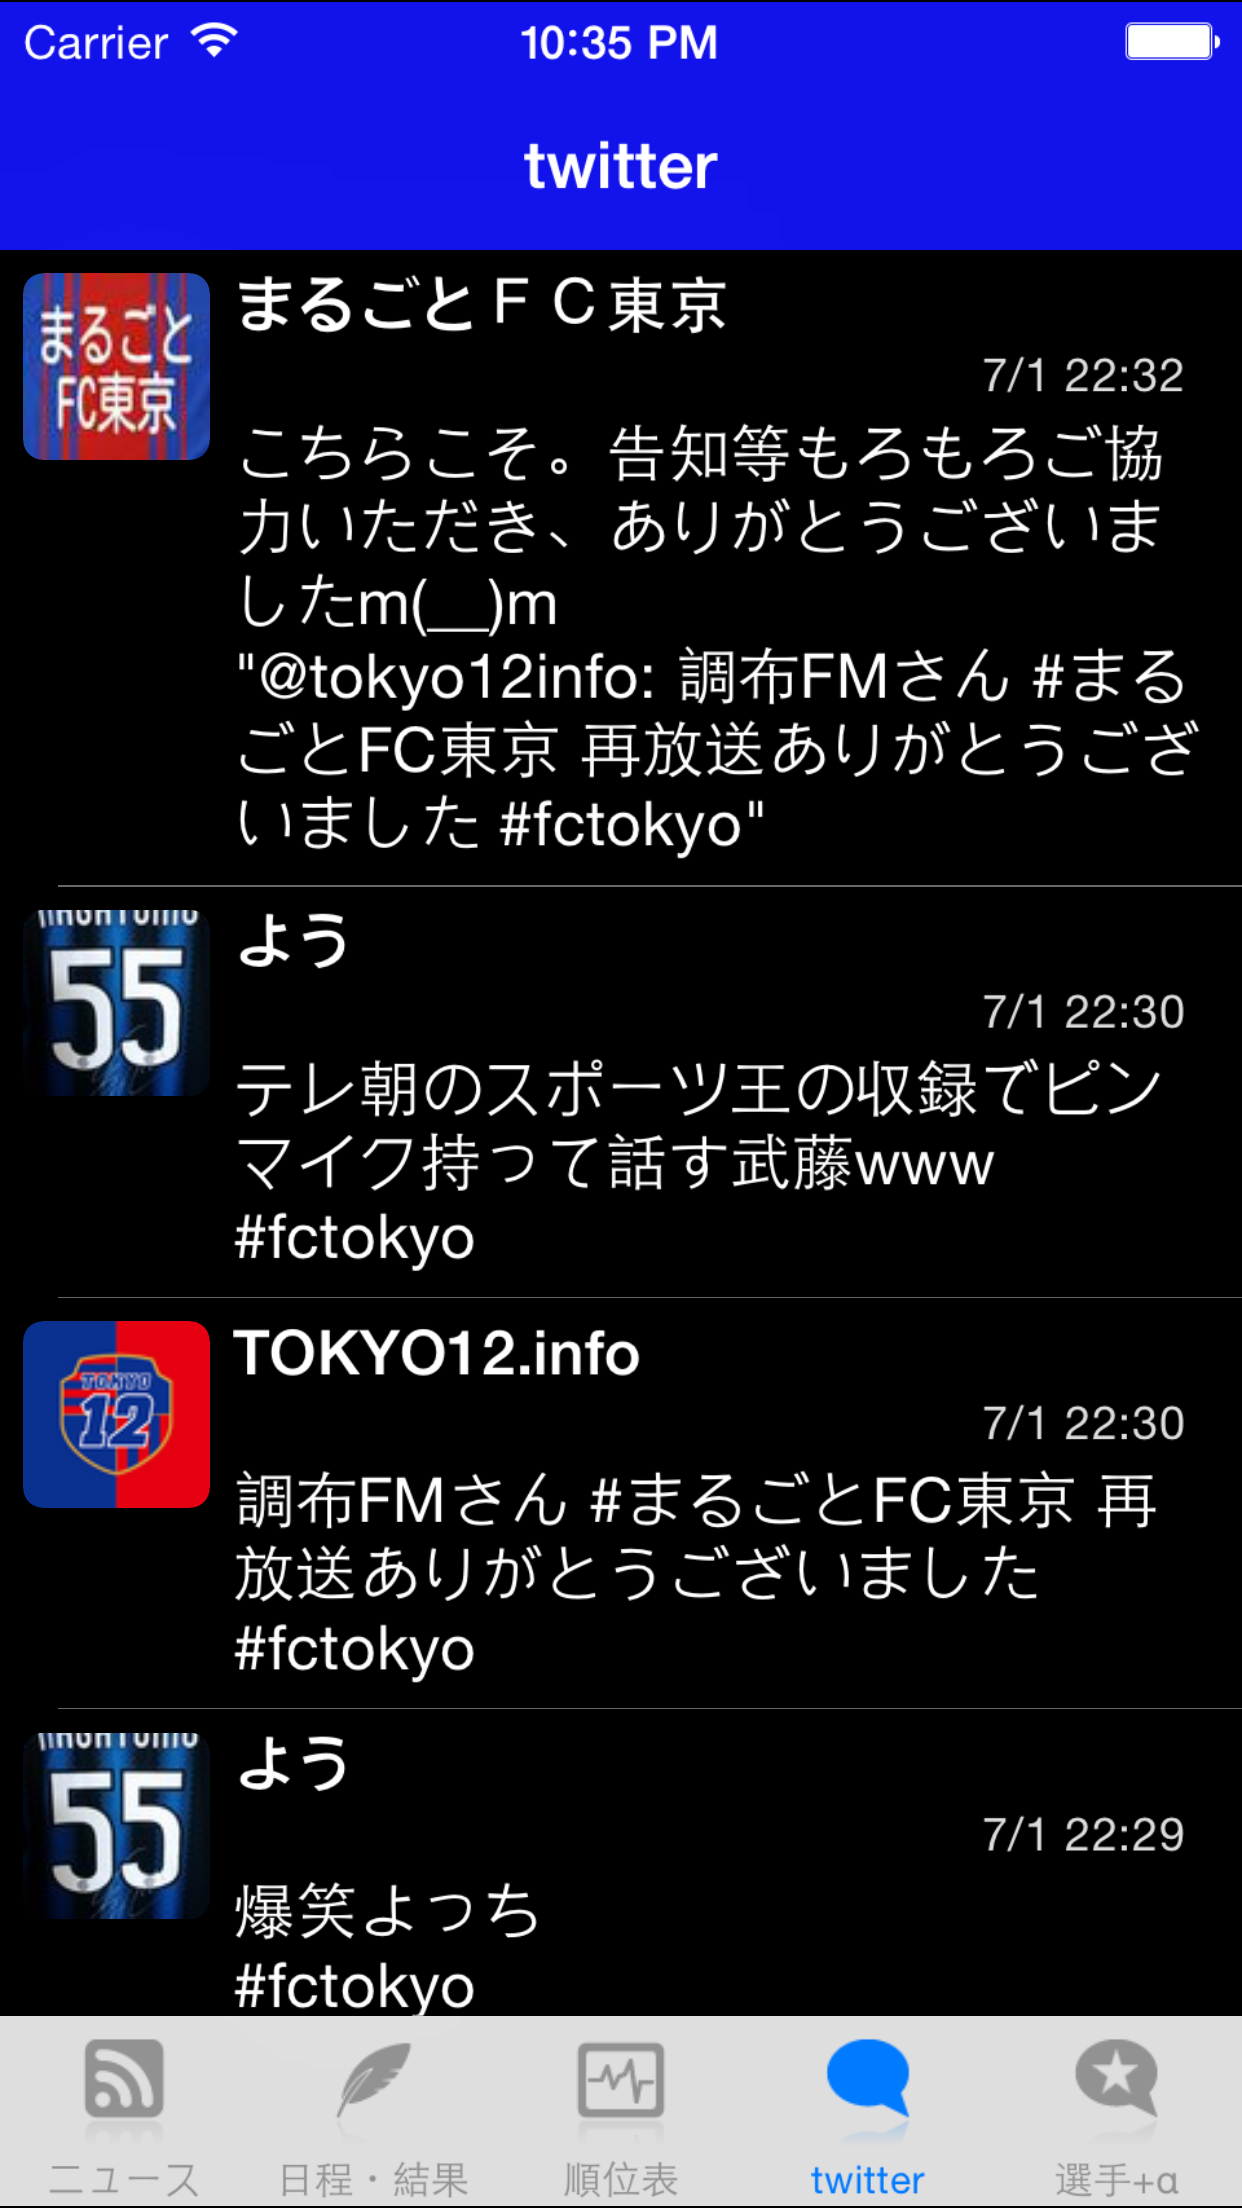 Carrier 10:35 PM
twitter
まるごと
FC東京
まるごとＦＣ東京
7/1 22:32
こちらこそ。告知等もろもろご協
力いただき、ありがとうございま
したm(__)m
"@tokyo12info: 調布FMさん #まる
ごとFC東京 再放送ありがとうござ
いました #fctokyo"
55
よう
7/1 22:30
テレ朝のスポーツ王の収録でピン
マイク持って話す武藤www
#fctokyo
TOKYO
12
TOKYO12.info
7/1 22:30
調布FMさん #まるごとFC東京 再
放送ありがとうございました
#fctokyo
55
よう
7/1 22:29
爆笑よっち
#fctokyo
ニュース 日程・結果 順位表 twitter 選手+α